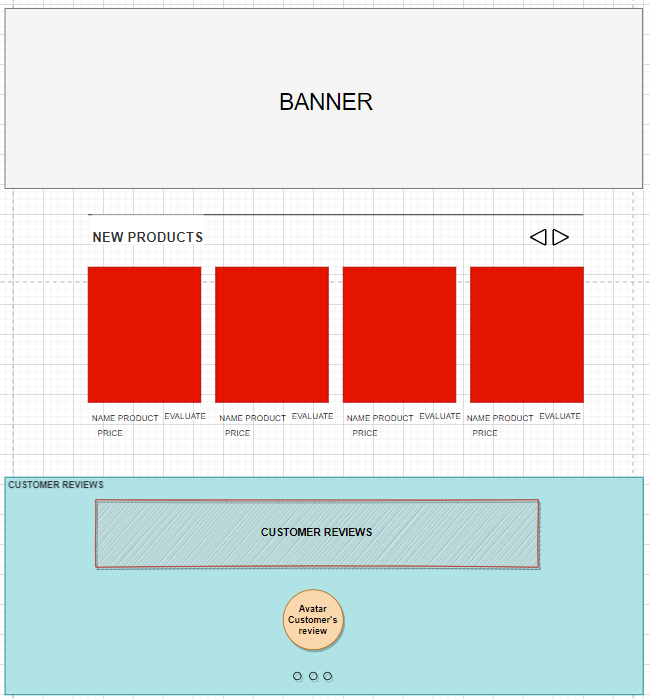 BANNER
NEW PRODUCTS
NAME PRODUCT EVALUATE NAME PRODUCT EVALUATE NAME PRODUCT EVALUATE NAME PRODUCT EVALUATE
PRICE PRICE PRICE PRICE
CUSTOMER REVIEWS
CUSTOMER REVIEWS
Avatar
Customer's
review